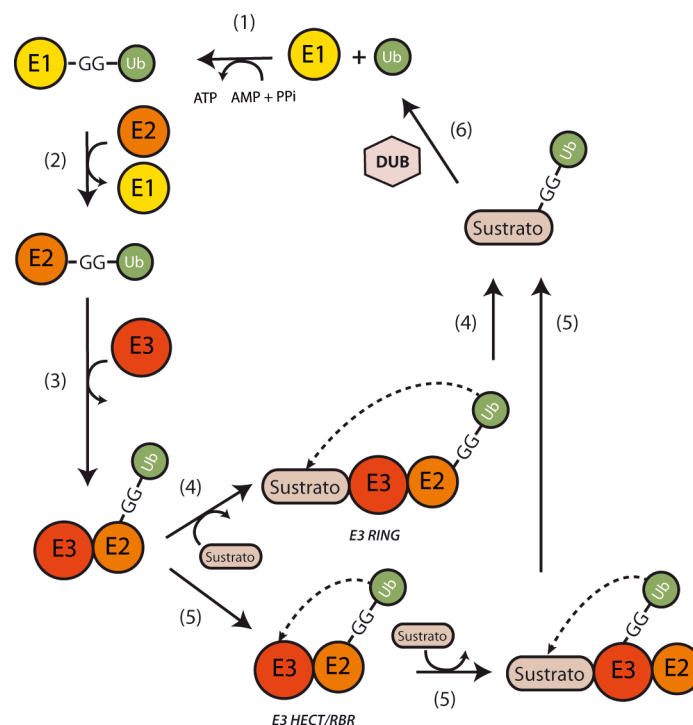 (1)
E1 -GG- Ub
E1 + Ub
ATP AMP + PPi
(2)
E2
E1
(6)
DUB
Ub
GG
Sustrato
E2 -GG- Ub
(3)
E3
(4)
(5)
Ub
GG
E3 E2
(4)
Sustrato
Ub
GG
Sustrato E3 E2
E3 RING
(5)
Ub
GG
E3 E2
E3 HECT/RBR
Sustrato
(5)
Ub
GG
Sustrato E3 E2